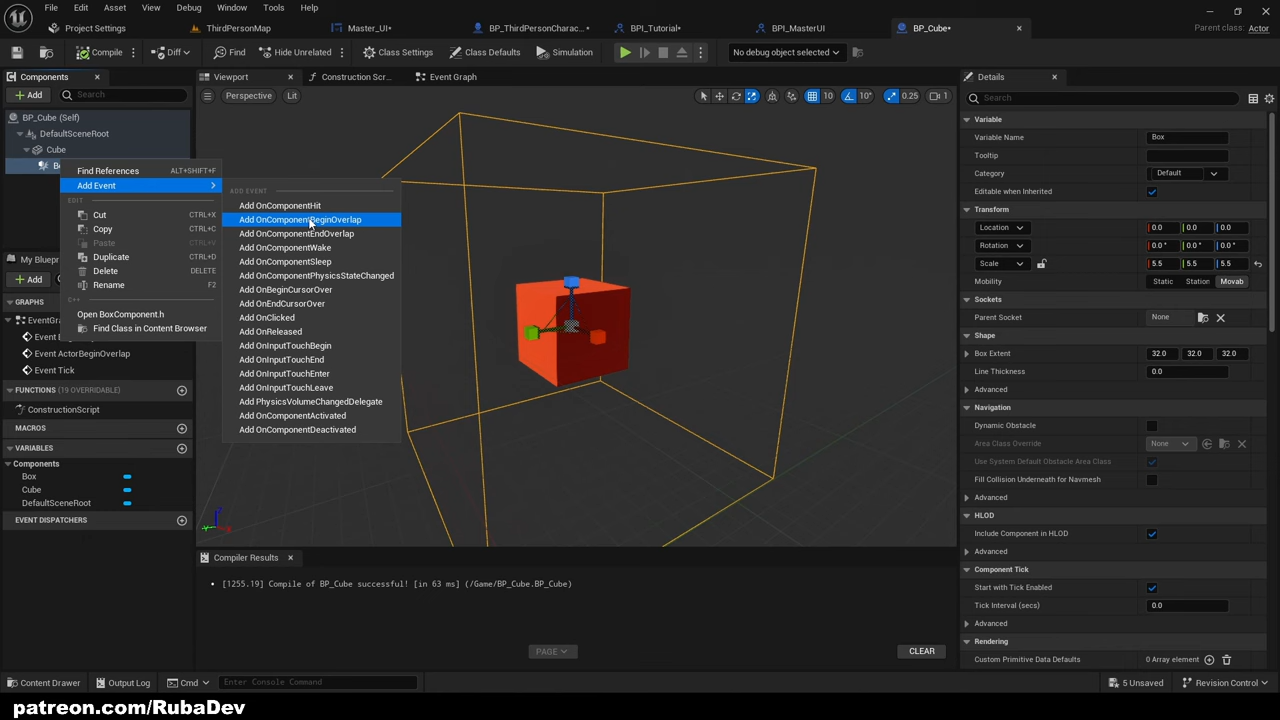 File Edit Asset View Debug Window Tools Help
Project Settings ThirdPersonMap Master_UI• BP_ThirdPersonCharac...• BPI_Tutorial• BPI_MasterUI BP_Cube• Parent class: Actor
Compile Diff Find Hide Unrelated Class Settings Class Defaults Simulation No debug object selected
Components
Add Search
BP_Cube (Self)
DefaultSceneRoot
Cube
Find References ALT+SHIFT+F
Add Event
EDIT
Cut CTRL+X
Copy CTRL+C
Paste CTRL+V
Duplicate CTRL+D
Delete DELETE
Rename F2
C++
Open BoxComponent.h
Find Class in Content Browser
ADD EVENT
Add OnComponentHit
Add OnComponentBeginOverlap
Add OnComponentEndOverlap
Add OnComponentWake
Add OnComponentSleep
Add OnComponentPhysicsStateChanged
Add OnBeginCursorOver
Add OnEndCursorOver
Add OnClicked
Add OnReleased
Add OnInputTouchBegin
Add OnInputTouchEnd
Add OnInputTouchEnter
Add OnInputTouchLeave
Add PhysicsVolumeChangedDelegate
Add OnComponentActivated
Add OnComponentDeactivated
My Blueprin
Add
GRAPHS
EventGra
Event B
Event ActorBeginOverlap
Event Tick
FUNCTIONS (19 OVERRIDABLE)
ConstructionScript
MACROS
VARIABLES
Components
Box
Cube
DefaultSceneRoot
EVENT DISPATCHERS
Viewport Construction Scr... Event Graph
Perspective Lit 10 10° 0.25 1
Compiler Results
[1255.19] Compile of BP_Cube successful! [in 63 ms] (/Game/BP_Cube.BP_Cube)
PAGE CLEAR
Details
Search
Variable
Variable Name Box
Tooltip
Category Default
Editable when Inherited
Transform
Location 0.0 0.0 0.0
Rotation 0.0 ° 0.0 ° 0.0 °
Scale 5.5 5.5 5.5
Mobility Static Station Movab
Sockets
Parent Socket None
Shape
Box Extent 32.0 32.0 32.0
Line Thickness 0.0
Advanced
Navigation
Dynamic Obstacle
Area Class Override None
Use System Default Obstacle Area Class
Fill Collision Underneath for Navmesh
Advanced
HLOD
Include Component in HLOD
Advanced
Component Tick
Start with Tick Enabled
Tick Interval (secs) 0.0
Advanced
Rendering
Custom Primitive Data Defaults 0 Array element
Content Drawer Output Log Cmd Enter Console Command 5 Unsaved Revision Control
patreon.com/RubaDev